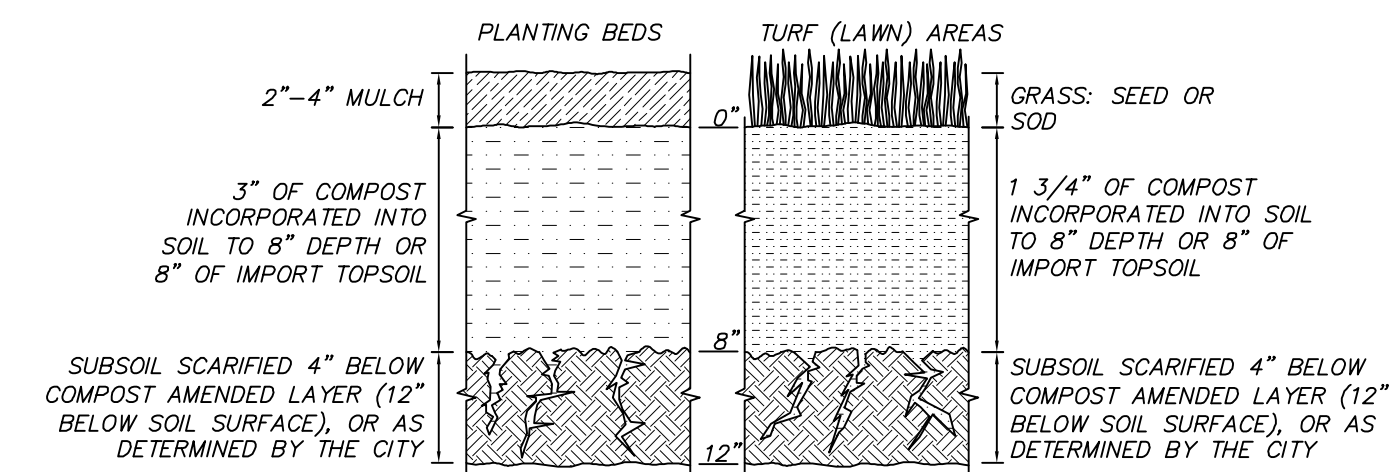 PLANTING BEDS
TURF (LAWN) AREAS
2"–4" MULCH
0"
GRASS: SEED OR
SOD
3" OF COMPOST
INCORPORATED INTO
SOIL TO 8" DEPTH OR
8" OF IMPORT TOPSOIL
1 3/4" OF COMPOST
INCORPORATED INTO SOIL
TO 8" DEPTH OR 8" OF
IMPORT TOPSOIL
8"
SUBSOIL SCARIFIED 4" BELOW
COMPOST AMENDED LAYER (12"
BELOW SOIL SURFACE), OR AS
DETERMINED BY THE CITY
12"
SUBSOIL SCARIFIED 4" BELOW
COMPOST AMENDED LAYER (12"
BELOW SOIL SURFACE), OR AS
DETERMINED BY THE CITY